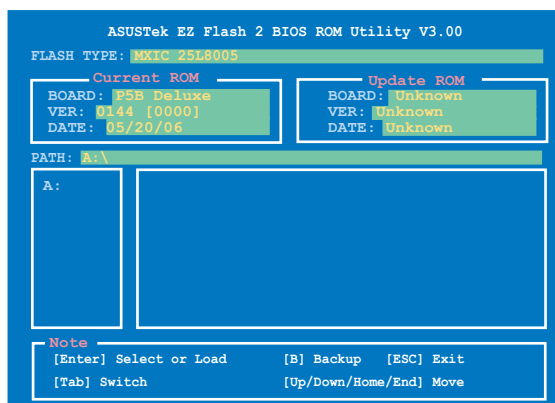 ASUSTek EZ Flash 2 BIOS ROM Utility V3.00
FLASH TYPE: MXIC 25L8005
Current ROM
BOARD: P5B Deluxe
VER: 0144 [0000]
DATE: 05/20/06
Update ROM
BOARD: Unknown
VER: Unknown
DATE: Unknown
PATH: A:\
A:
Note
[Enter] Select or Load [B] Backup [ESC] Exit
[Tab] Switch [Up/Down/Home/End] Move